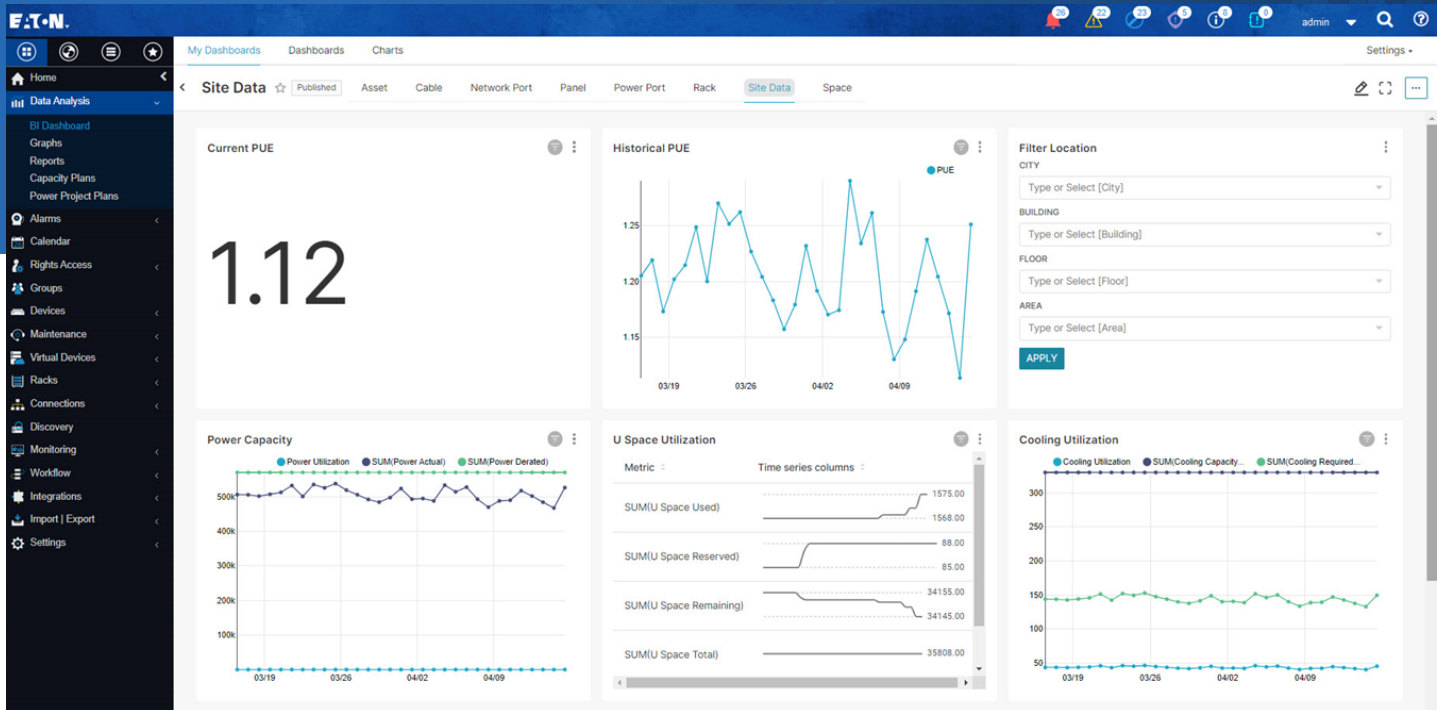 EATON
26 22 23 5 8 0 admin
My Dashboards Dashboards Charts Settings
Home
Data Analysis
BI Dashboard
Graphs
Reports
Capacity Plans
Power Project Plans
Alarms
Calendar
Rights Access
Groups
Devices
Maintenance
Virtual Devices
Racks
Connections
Discovery
Monitoring
Workflow
Integrations
Import | Export
Settings
Site Data Published Asset Cable Network Port Panel Power Port Rack Site Data Space
Current PUE
1.12
Historical PUE
PUE
1.25
1.20
1.15
03/19 03/26 04/02 04/09
Filter Location
CITY
Type or Select [City]
BUILDING
Type or Select [Building]
FLOOR
Type or Select [Floor]
AREA
Type or Select [Area]
APPLY
Power Capacity
Power Utilization SUM(Power Actual) SUM(Power Derated)
500k
400k
300k
200k
100k
03/19 03/26 04/02 04/09
U Space Utilization
Metric Time series columns
SUM(U Space Used) 1575.00
1568.00
SUM(U Space Reserved) 88.00
85.00
SUM(U Space Remaining) 34155.00
34145.00
SUM(U Space Total) 35808.00
Cooling Utilization
Cooling Utilization SUM(Cooling Capacity... SUM(Cooling Required...
300
250
200
150
100
50
03/19 03/26 04/02 04/09